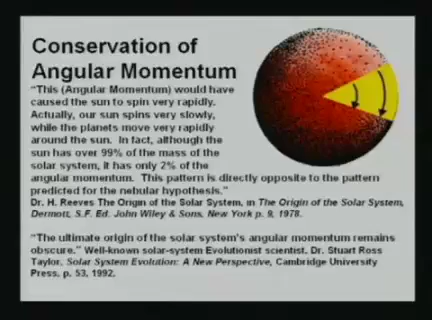 Conservation of
Angular Momentum
"This (Angular Momentum) would have
caused the sun to spin very rapidly.
Actually, our sun spins very slowly,
while the planets move very rapidly
around the sun. In fact, although the
sun has over 99% of the mass of the
solar system, it has only 2% of the
angular momentum. This pattern is directly opposite to the pattern
predicted for the nebular hypothesis."
Dr. H. Reeves The Origin of the Solar System, in The Origin of the Solar System,
Dermott, S.F. Ed. John Wiley & Sons, New York p. 9, 1978.
"The ultimate origin of the solar system's angular momentum remains
obscure." Well-known solar-system Evolutionist scientist, Dr. Stuart Ross
Taylor, Solar System Evolution: A New Perspective, Cambridge University
Press, p. 53, 1992.